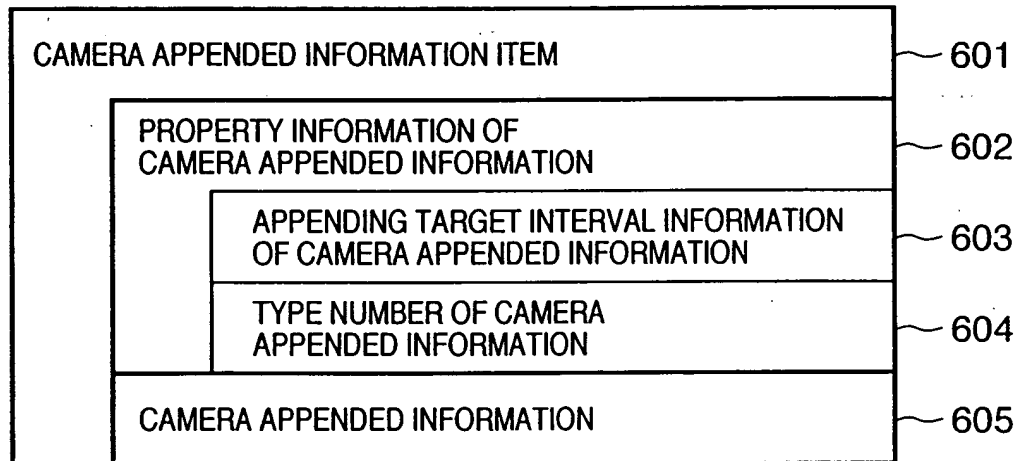 CAMERA APPENDED INFORMATION ITEM 601
PROPERTY INFORMATION OF
CAMERA APPENDED INFORMATION 602
APPENDING TARGET INTERVAL INFORMATION
OF CAMERA APPENDED INFORMATION 603
TYPE NUMBER OF CAMERA
APPENDED INFORMATION 604
CAMERA APPENDED INFORMATION 605